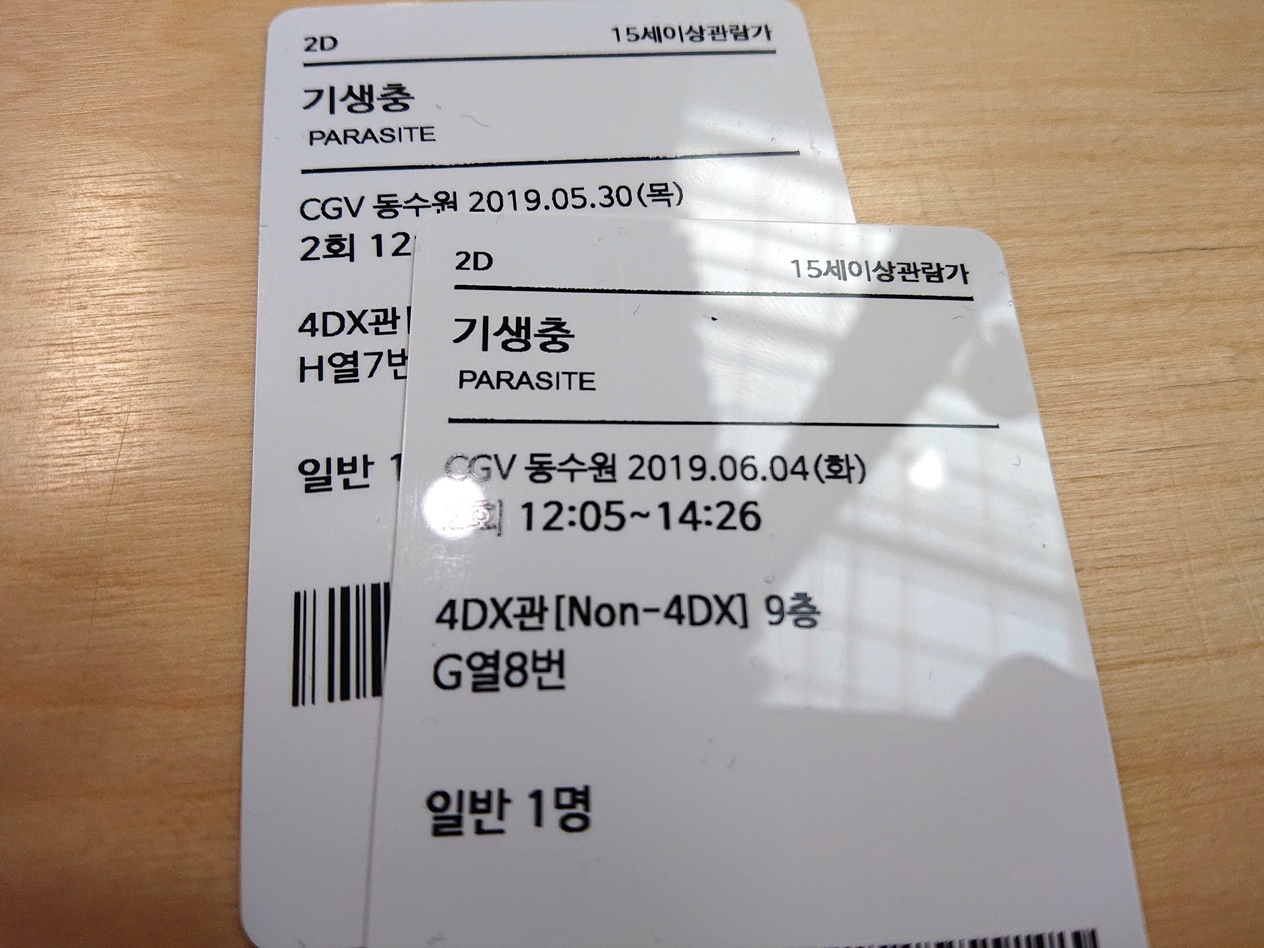 2D 15세이상관람가
기생충
PARASITE
CGV 동수원 2019.05.30(목)
2회 12
4DX관
H열7번
일반 1
2D 15세이상관람가
기생충
PARASITE
CGV 동수원 2019.06.04(화)
2회 12:05~14:26
4DX관[Non-4DX] 9층
G열8번
일반 1명